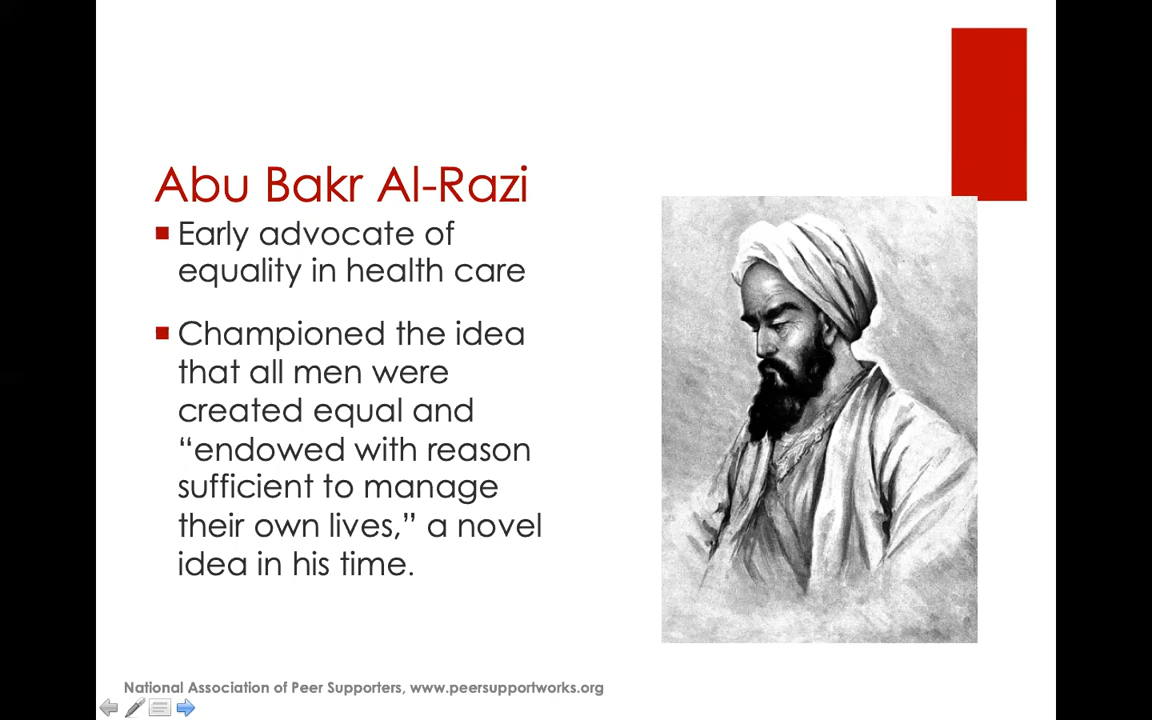 Abu Bakr Al-Razi
Early advocate of
equality in health care
Championed the idea
that all men were
created equal and
“endowed with reason
sufficient to manage
their own lives,” a novel
idea in his time.
National Association of Peer Supporters, www.peersupportworks.org